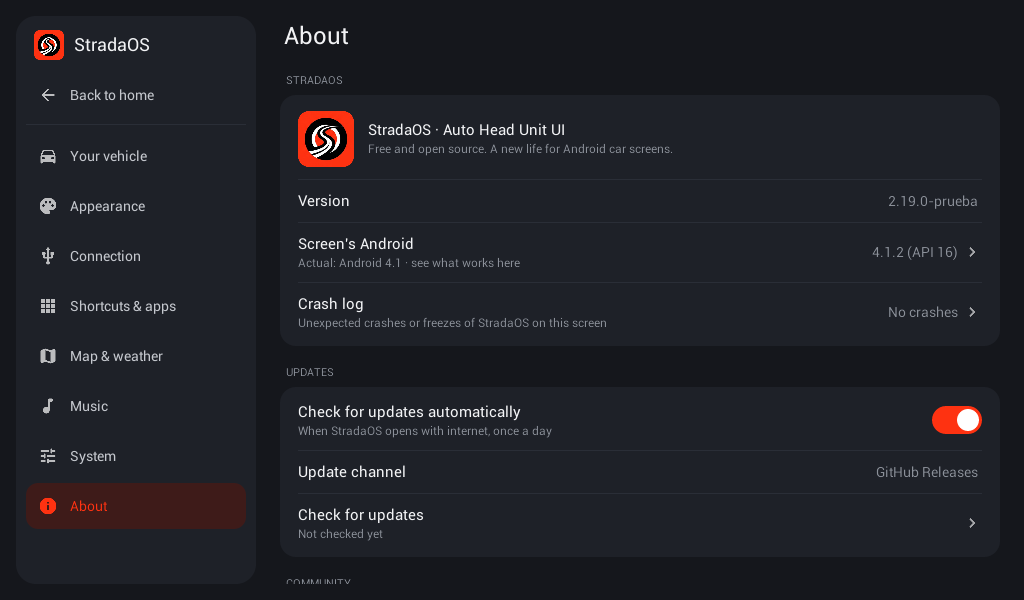 StradaOS
Back to home
Your vehicle
Appearance
Connection
Shortcuts & apps
Map & weather
Music
System
About
About
STRADAOS
StradaOS · Auto Head Unit UI
Free and open source. A new life for Android car screens.
Version
2.19.0-prueba
Screen's Android
Actual: Android 4.1 · see what works here
4.1.2 (API 16)
Crash log
Unexpected crashes or freezes of StradaOS on this screen
No crashes
UPDATES
Check for updates automatically
When StradaOS opens with internet, once a day
Update channel
GitHub Releases
Check for updates
Not checked yet
COMMUNITY